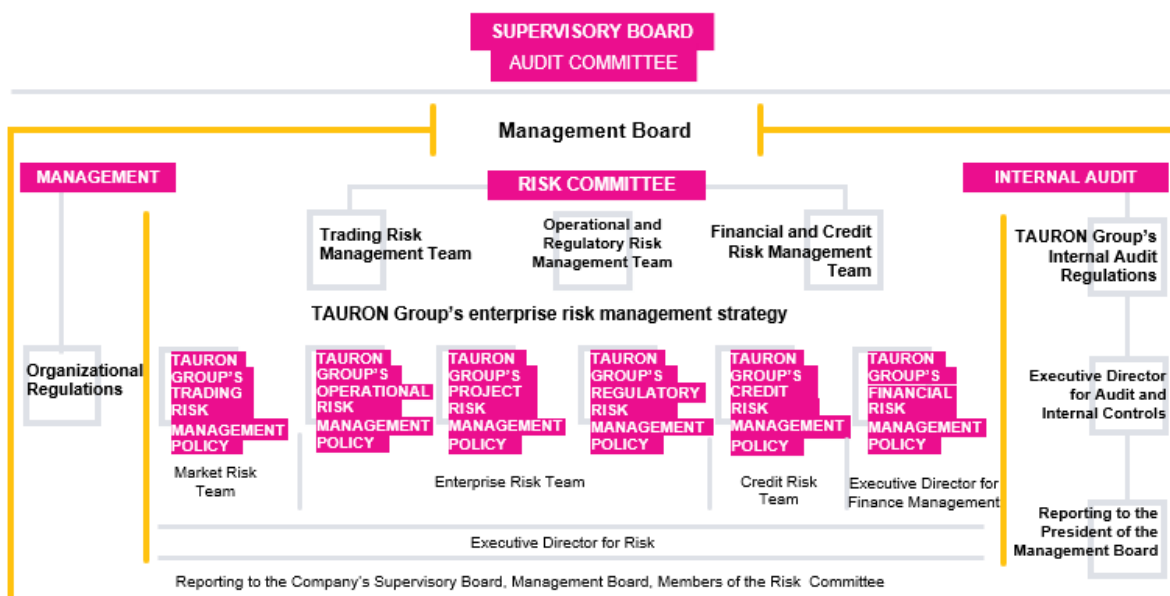 SUPERVISORY BOARD
AUDIT COMMITTEE
Management Board
MANAGEMENT
RISK COMMITTEE
INTERNAL AUDIT
Trading Risk
Management Team
Operational and
Regulatory Risk
Management Team
Financial and Credit
Risk Management
Team
TAURON Group's
Internal Audit
Regulations
TAURON Group's enterprise risk management strategy
Organizational
Regulations
TAURON
GROUP'S
TRADING
RISK
MANAGEMENT
POLICY
TAURON
GROUP'S
OPERATIONAL
RISK
MANAGEMENT
POLICY
TAURON
GROUP'S
PROJECT
RISK
MANAGEMENT
POLICY
TAURON
GROUP'S
REGULATORY
RISK
MANAGEMENT
POLICY
TAURON
GROUP'S
CREDIT
RISK
MANAGEMENT
POLICY
TAURON
GROUP'S
FINANCIAL
RISK
MANAGEMENT
POLICY
Executive Director
for Audit and
Internal Controls
Market Risk
Team
Enterprise Risk Team
Credit Risk
Team
Executive Director for
Finance Management
Reporting to the
President of the
Management Board
Executive Director for Risk
Reporting to the Company's Supervisory Board, Management Board, Members of the Risk Committee